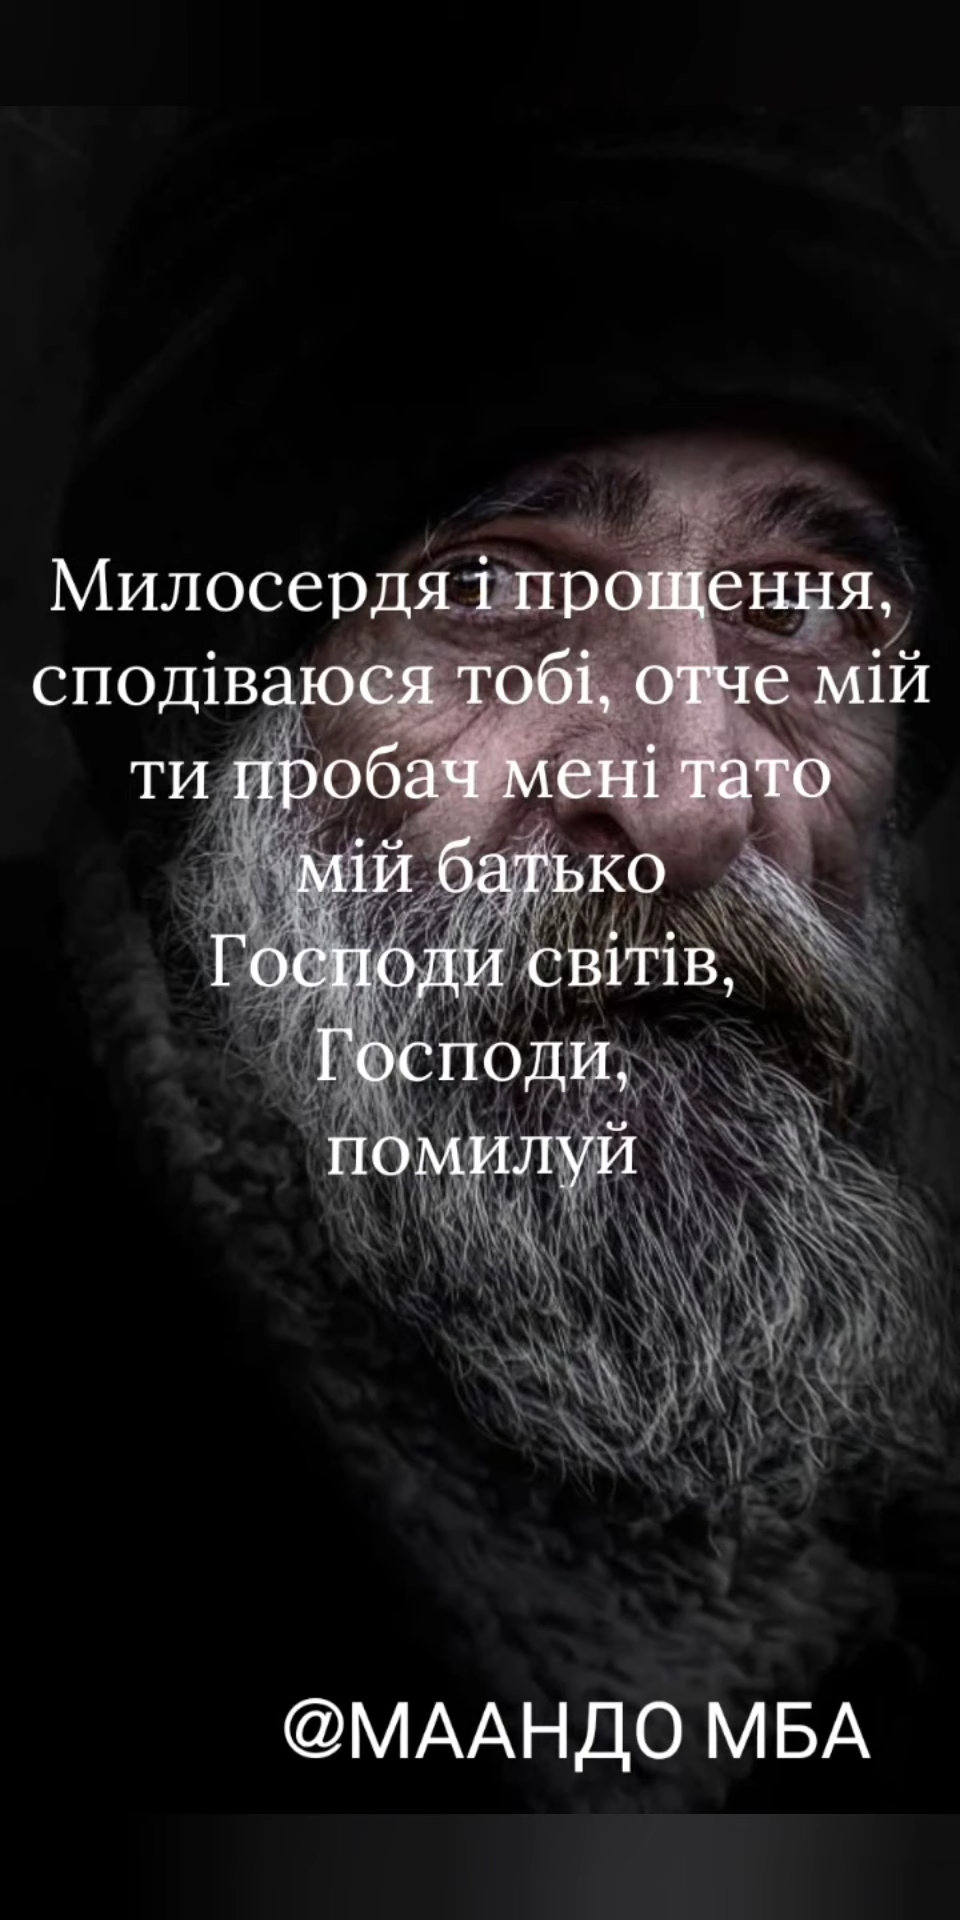 Милосердя і прощення,
сподіваюся тобі, отче мій
ти пробач мені тато
мій батько
Господи світів,
Господи,
помилуй
@МААНДО МБА